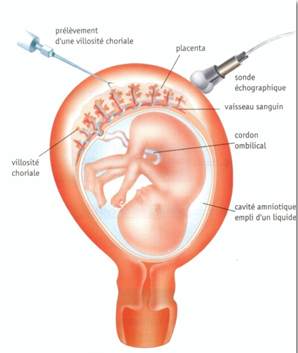 prélèvement
d'une villosité choriale
placenta
sonde
échographique
vaisseau sanguin
cordon
ombilical
villosité
choriale
cavité amniotique
empli d'un liquide